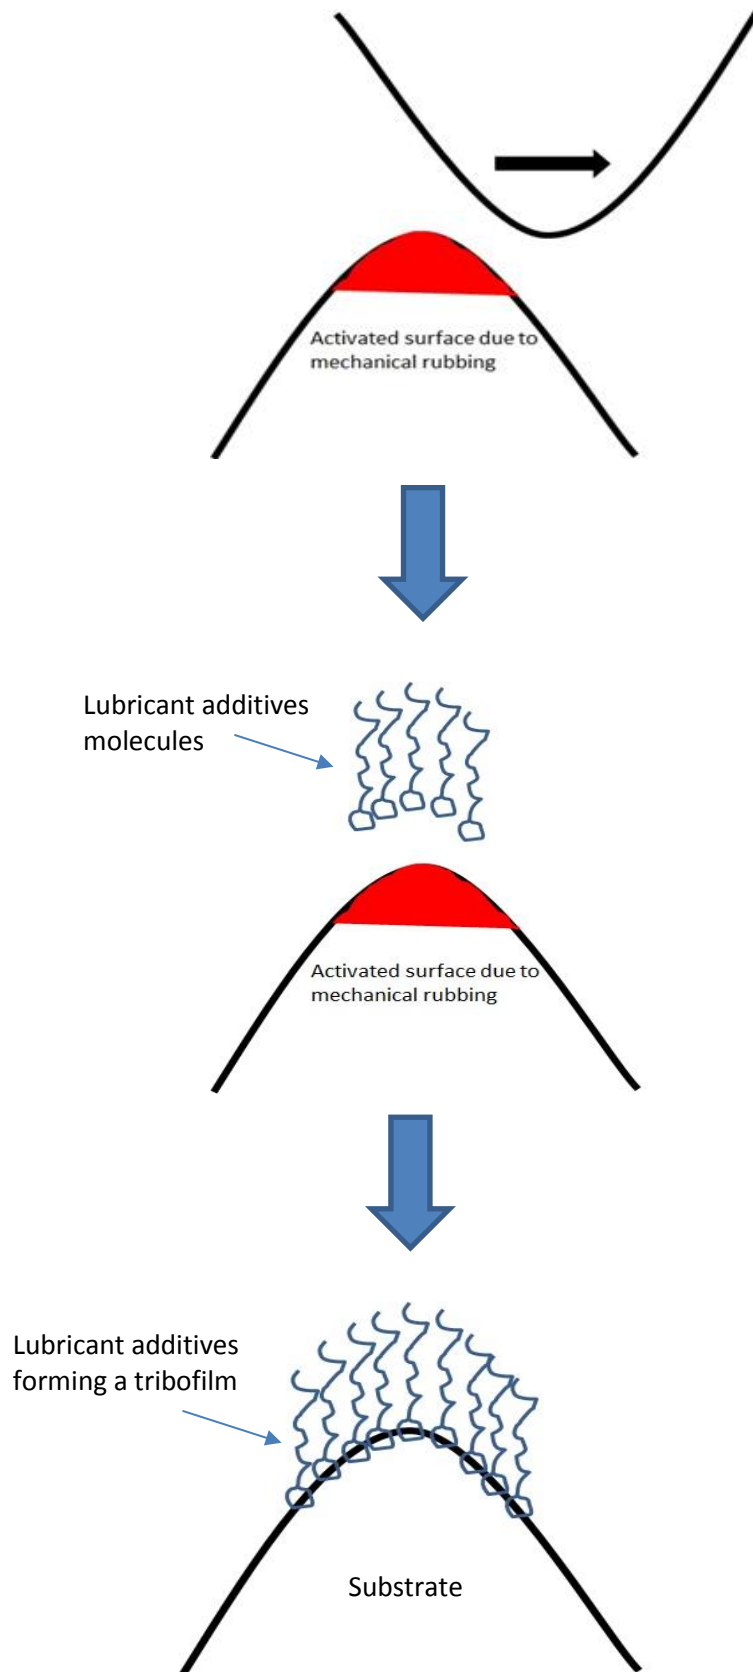 Activated surface due to
mechanical rubbing
Lubricant additives
molecules
Activated surface due to
mechanical rubbing
Lubricant additives
forming a tribofilm
Substrate